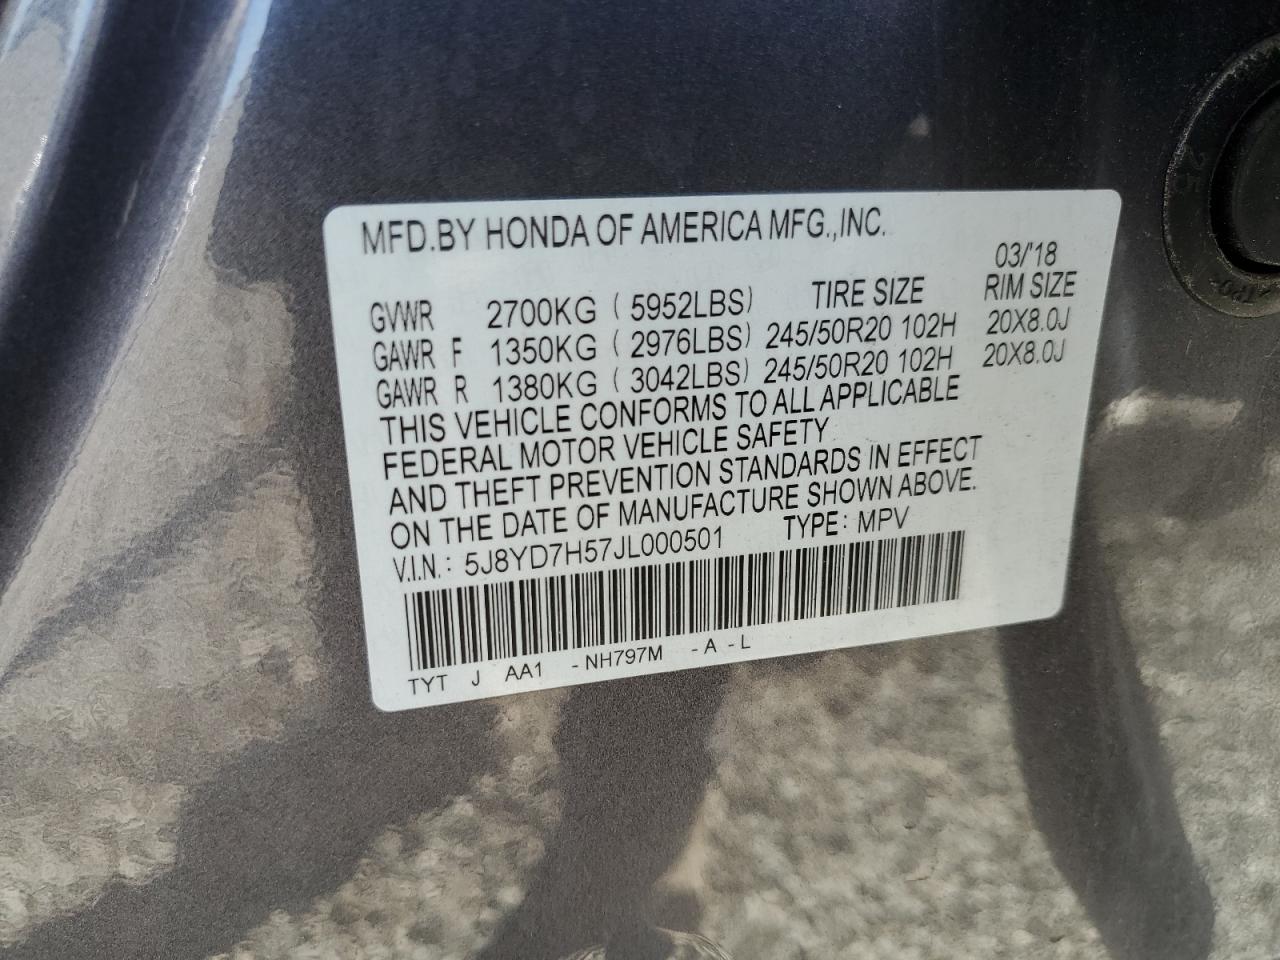 MFD.BY HONDA OF AMERICA MFG.,INC.
03/'18
GVWR 2700KG ( 5952LBS) TIRE SIZE RIM SIZE
GAWR F 1350KG ( 2976LBS) 245/50R20 102H 20X8.0J
GAWR R 1380KG ( 3042LBS) 245/50R20 102H 20X8.0J
THIS VEHICLE CONFORMS TO ALL APPLICABLE
FEDERAL MOTOR VEHICLE SAFETY
AND THEFT PREVENTION STANDARDS IN EFFECT
ON THE DATE OF MANUFACTURE SHOWN ABOVE.
V.I.N.: 5J8YD7H57JL000501 TYPE: MPV
TYT J AA1 - NH797M - A - L
25